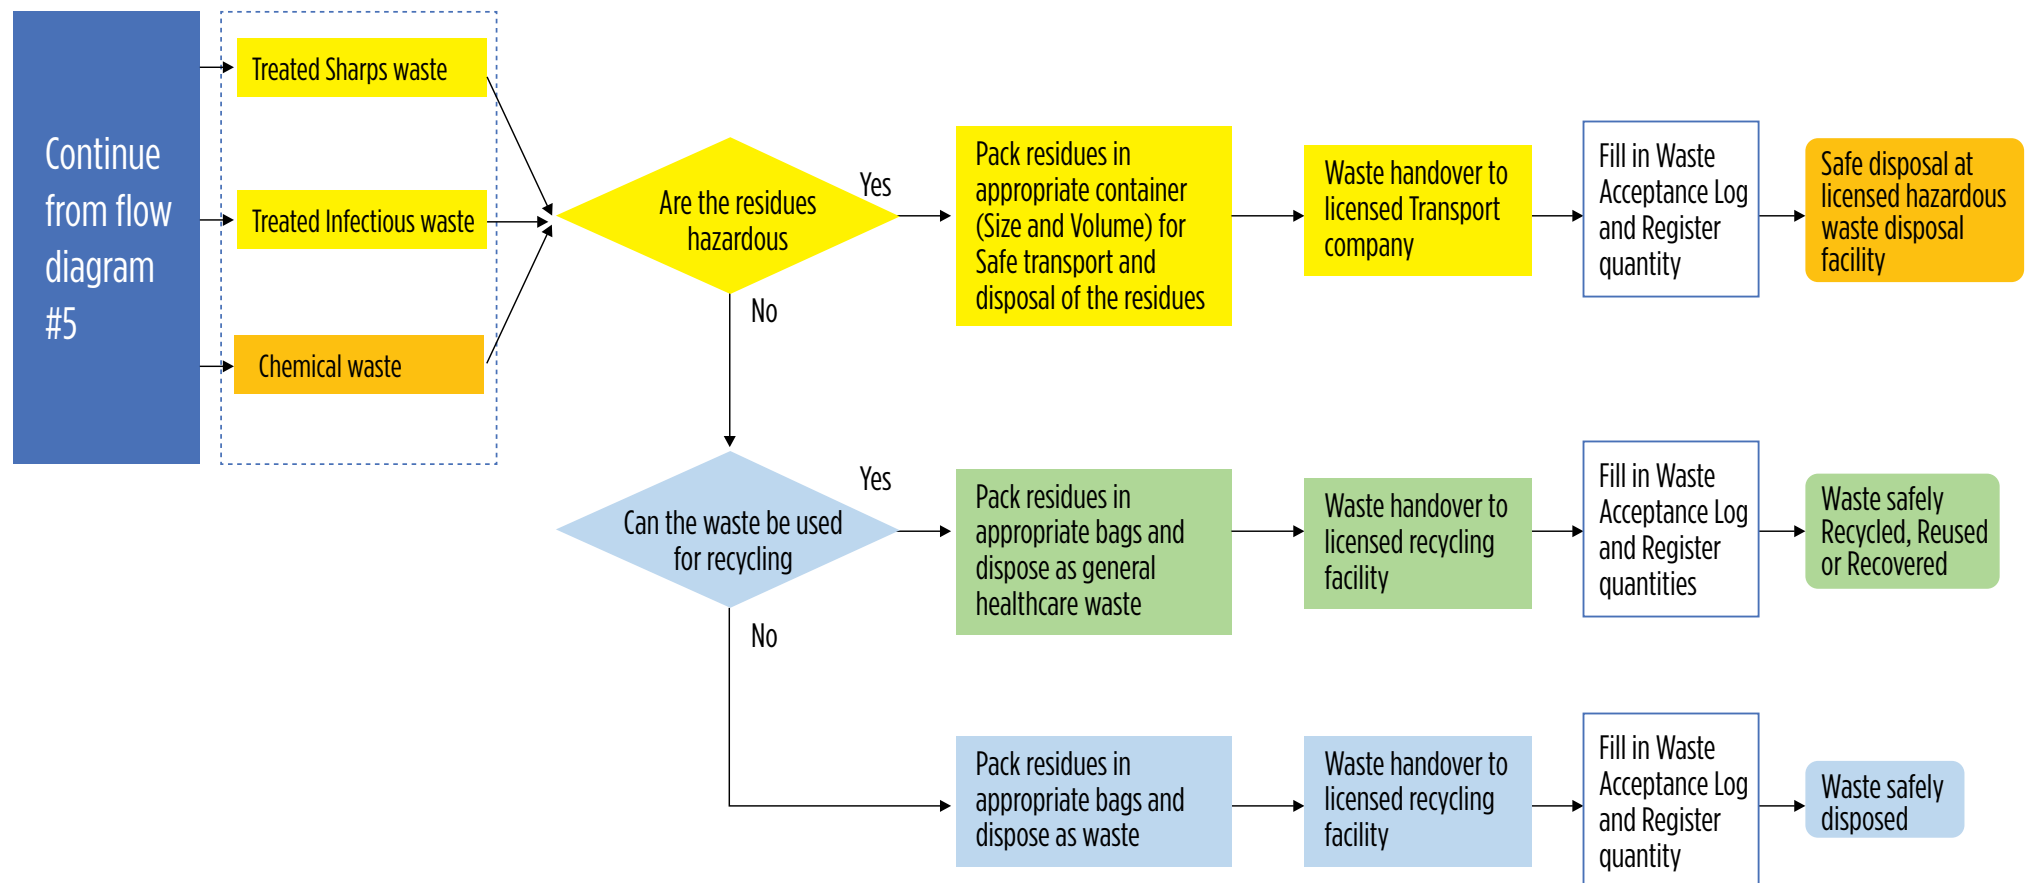 Continue
from flow
diagram
#5
Treated Sharps waste
Treated Infectious waste
Chemical waste
Are the residues
hazardous
Yes
No
Pack residues in
appropriate container
(Size and Volume) for
Safe transport and
disposal of the residues
Waste handover to
licensed Transport
company
Fill in Waste
Acceptance Log
and Register
quantity
Safe disposal at
licensed hazardous
waste disposal
facility
Can the waste be used
for recycling
Yes
No
Pack residues in
appropriate bags and
dispose as general
healthcare waste
Waste handover to
licensed recycling
facility
Fill in Waste
Acceptance Log
and Register
quantities
Waste safely
Recycled, Reused
or Recovered
Pack residues in
appropriate bags and
dispose as waste
Waste handover to
licensed recycling
facility
Fill in Waste
Acceptance Log
and Register
quantity
Waste safely
disposed